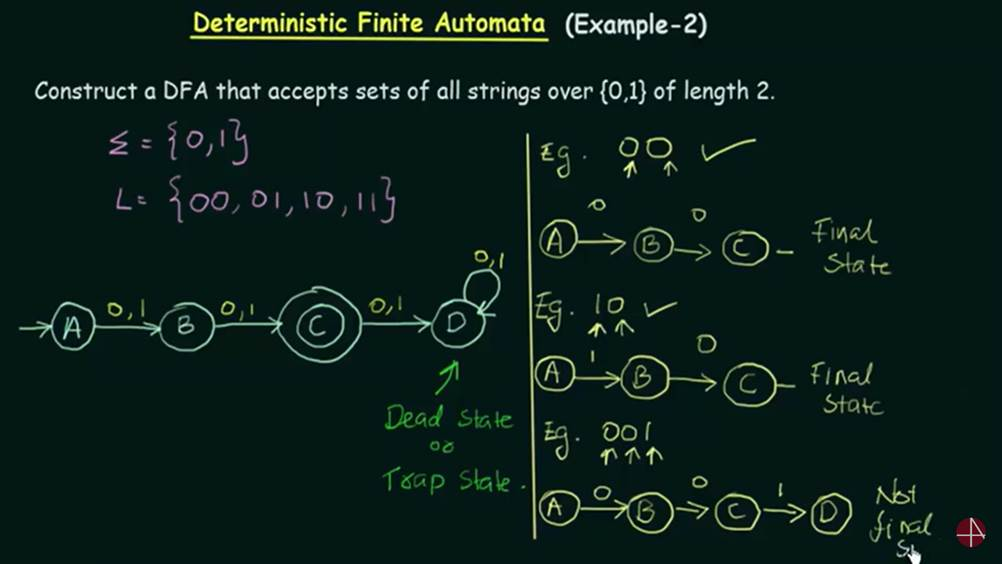 Deterministic Finite Automata (Example-2)
Construct a DFA that accepts sets of all strings over {0,1} of length 2.
Σ = {0,1}
L = {00, 01, 10, 11}
0,1
A 0,1 B 0,1 C 0,1 D
Dead State
or
Trap State.
Eg. 00 ✓
0 0
A B C Final
State
Eg. 10 ✓
1 0
A B C Final
State
Eg. 001
0 0 1
A B C D Not
final
S